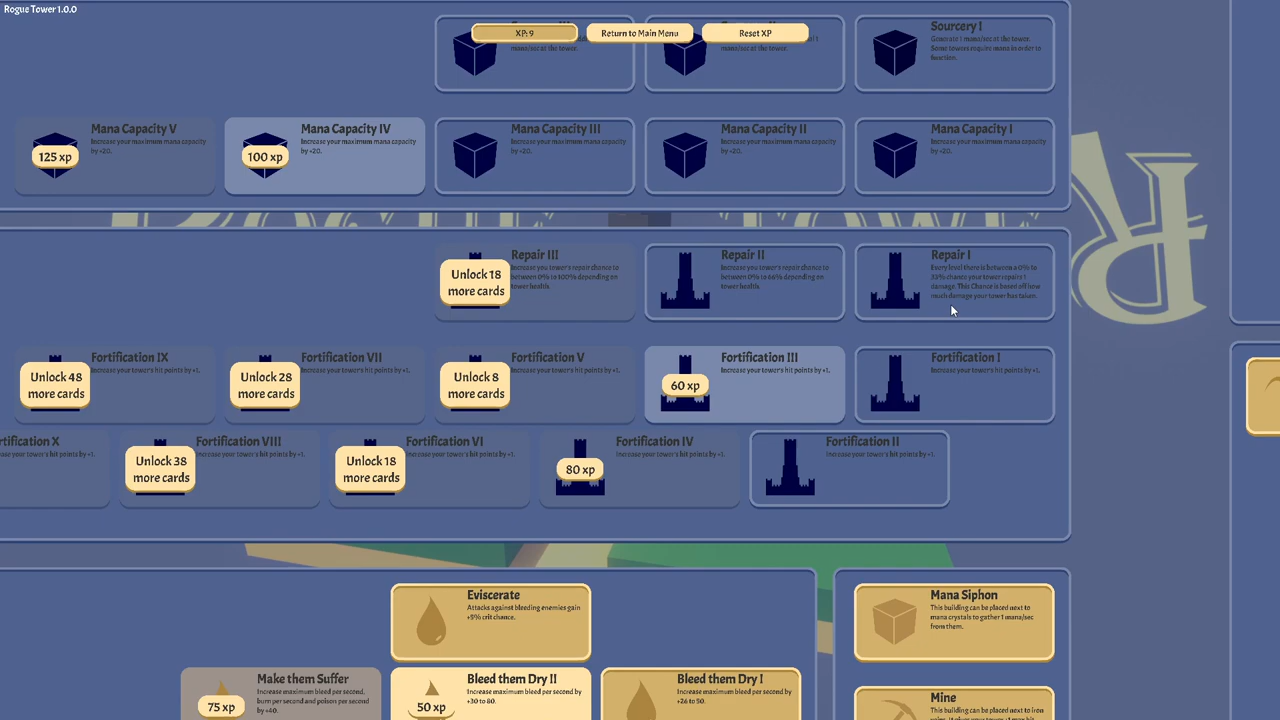 Rogue Tower 1.0.0
XP: 9
Return to Main Menu
Reset XP
Sourcery I
Generate 1 mana/sec at the tower.
Some towers require mana in order to
function.
mana/sec at the tower.
at the tower.
Mana Capacity V
Increase your maximum mana capacity
by +20.
125 xp
Mana Capacity IV
Increase your maximum mana capacity
by +20.
100 xp
Mana Capacity III
Increase your maximum mana capacity
by +20.
Mana Capacity II
Increase your maximum mana capacity
by +20.
Mana Capacity I
Increase your maximum mana capacity
by +20.
Repair III
Increase you tower's repair chance to
between 0% to 100% depending on
tower health.
Unlock 18
more cards
Repair II
Increase you tower's repair chance to
between 0% to 66% depending on
tower health.
Repair I
Every level there is between a 0% to
33% chance your tower repairs 1
damage. This Chance is based off how
much damage your tower has taken.
Fortification IX
Increase your tower's hit points by +1.
Unlock 48
more cards
Fortification VII
Increase your tower's hit points by +1.
Unlock 28
more cards
Fortification V
Increase your tower's hit points by +1.
Unlock 8
more cards
Fortification III
Increase your tower's hit points by +1.
60 xp
Fortification I
Increase your tower's hit points by +1.
rtification X
ease your tower's hit points by +1.
Fortification VIII
Increase your tower's hit points by +1.
Unlock 38
more cards
Fortification VI
Increase your tower's hit points by +1.
Unlock 18
more cards
Fortification IV
Increase your tower's hit points by +1.
80 xp
Fortification II
Increase your tower's hit points by +1.
Eviscerate
Attacks against bleeding enemies gain
+5% crit chance.
Mana Siphon
This building can be placed next to
mana crystals to gather 1 mana/sec
from them.
Make them Suffer
Increase maximum bleed per second,
burn per second and poison per second
by +40.
75 xp
Bleed them Dry II
Increase maximum bleed per second by
+30 to 80.
50 xp
Bleed them Dry I
Increase maximum bleed per second by
+26 to 50.
Mine
This building can be placed next to iron